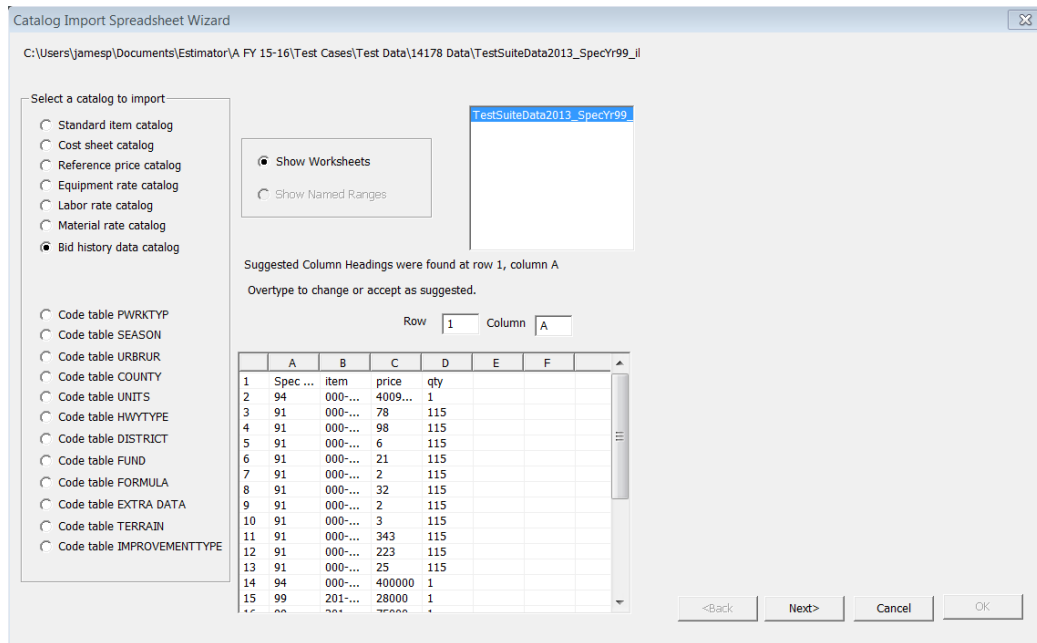 Catalog Import Spreadsheet Wizard
C:\Users\jamesp\Documents\Estimator\A FY 15-16\Test Cases\Test Data\14178 Data\TestSuiteData2013_SpecYr99_il
Select a catalog to import
Standard item catalog
Cost sheet catalog
Reference price catalog
Equipment rate catalog
Labor rate catalog
Material rate catalog
Bid history data catalog
Code table PWRKTYP
Code table SEASON
Code table URBRUR
Code table COUNTY
Code table UNITS
Code table HWYTYPE
Code table DISTRICT
Code table FUND
Code table FORMULA
Code table EXTRA DATA
Code table TERRAIN
Code table IMPROVEMENTTYPE
Show Worksheets
Show Named Ranges
TestSuiteData2013_SpecYr99_
Suggested Column Headings were found at row 1, column A
Overtype to change or accept as suggested.
Row 1 Column A
A B C D E F
1 Spec ... item price qty
2 94 000-... 4009... 1
3 91 000-... 78 115
4 91 000-... 98 115
5 91 000-... 6 115
6 91 000-... 21 115
7 91 000-... 2 115
8 91 000-... 32 115
9 91 000-... 2 115
10 91 000-... 3 115
11 91 000-... 343 115
12 91 000-... 223 115
13 91 000-... 25 115
14 94 000-... 400000 1
15 99 201-... 28000 1
<Back Next> Cancel OK